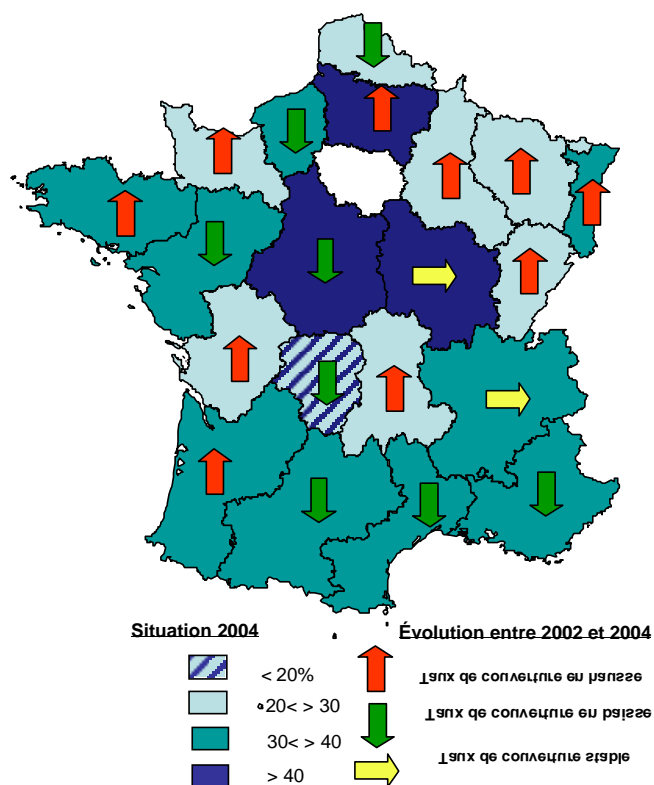 Situation 2004
Évolution entre 2002 et 2004
< 20%
Taux de couverture en hausse
20< > 30
Taux de couverture en baisse
30< > 40
Taux de couverture stable
> 40